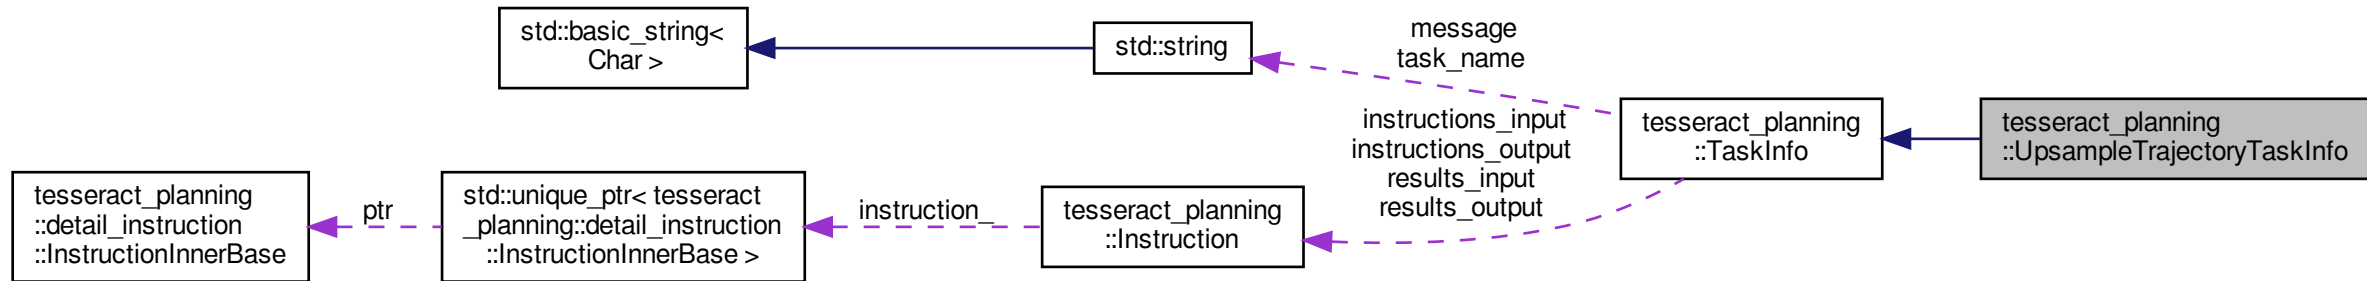 std::basic_string<
Char >
std::string
message
task_name
tesseract_planning
::TaskInfo
tesseract_planning
::UpsampleTrajectoryTaskInfo
instructions_input
instructions_output
results_input
results_output
tesseract_planning
::detail_instruction
::InstructionInnerBase
ptr
std::unique_ptr< tesseract
_planning::detail_instruction
::InstructionInnerBase >
instruction_
tesseract_planning
::Instruction